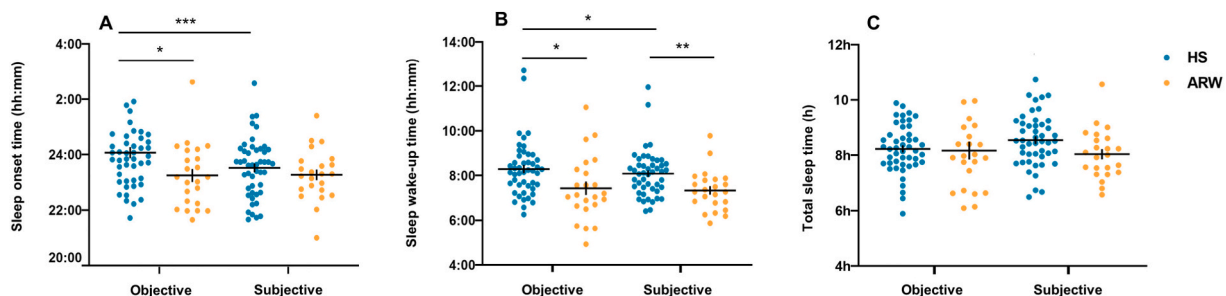 A
Sleep onset time (hh:mm)
4:00
2:00
24:00
22:00
20:00
***
*
Objective Subjective
B
Sleep wake-up time (hh:mm)
14:00
12:00
10:00
8:00
6:00
4:00
*
* **
Objective Subjective
C
Total sleep time (h)
12h
10
8h
6h
4h
Objective Subjective
HS
ARW